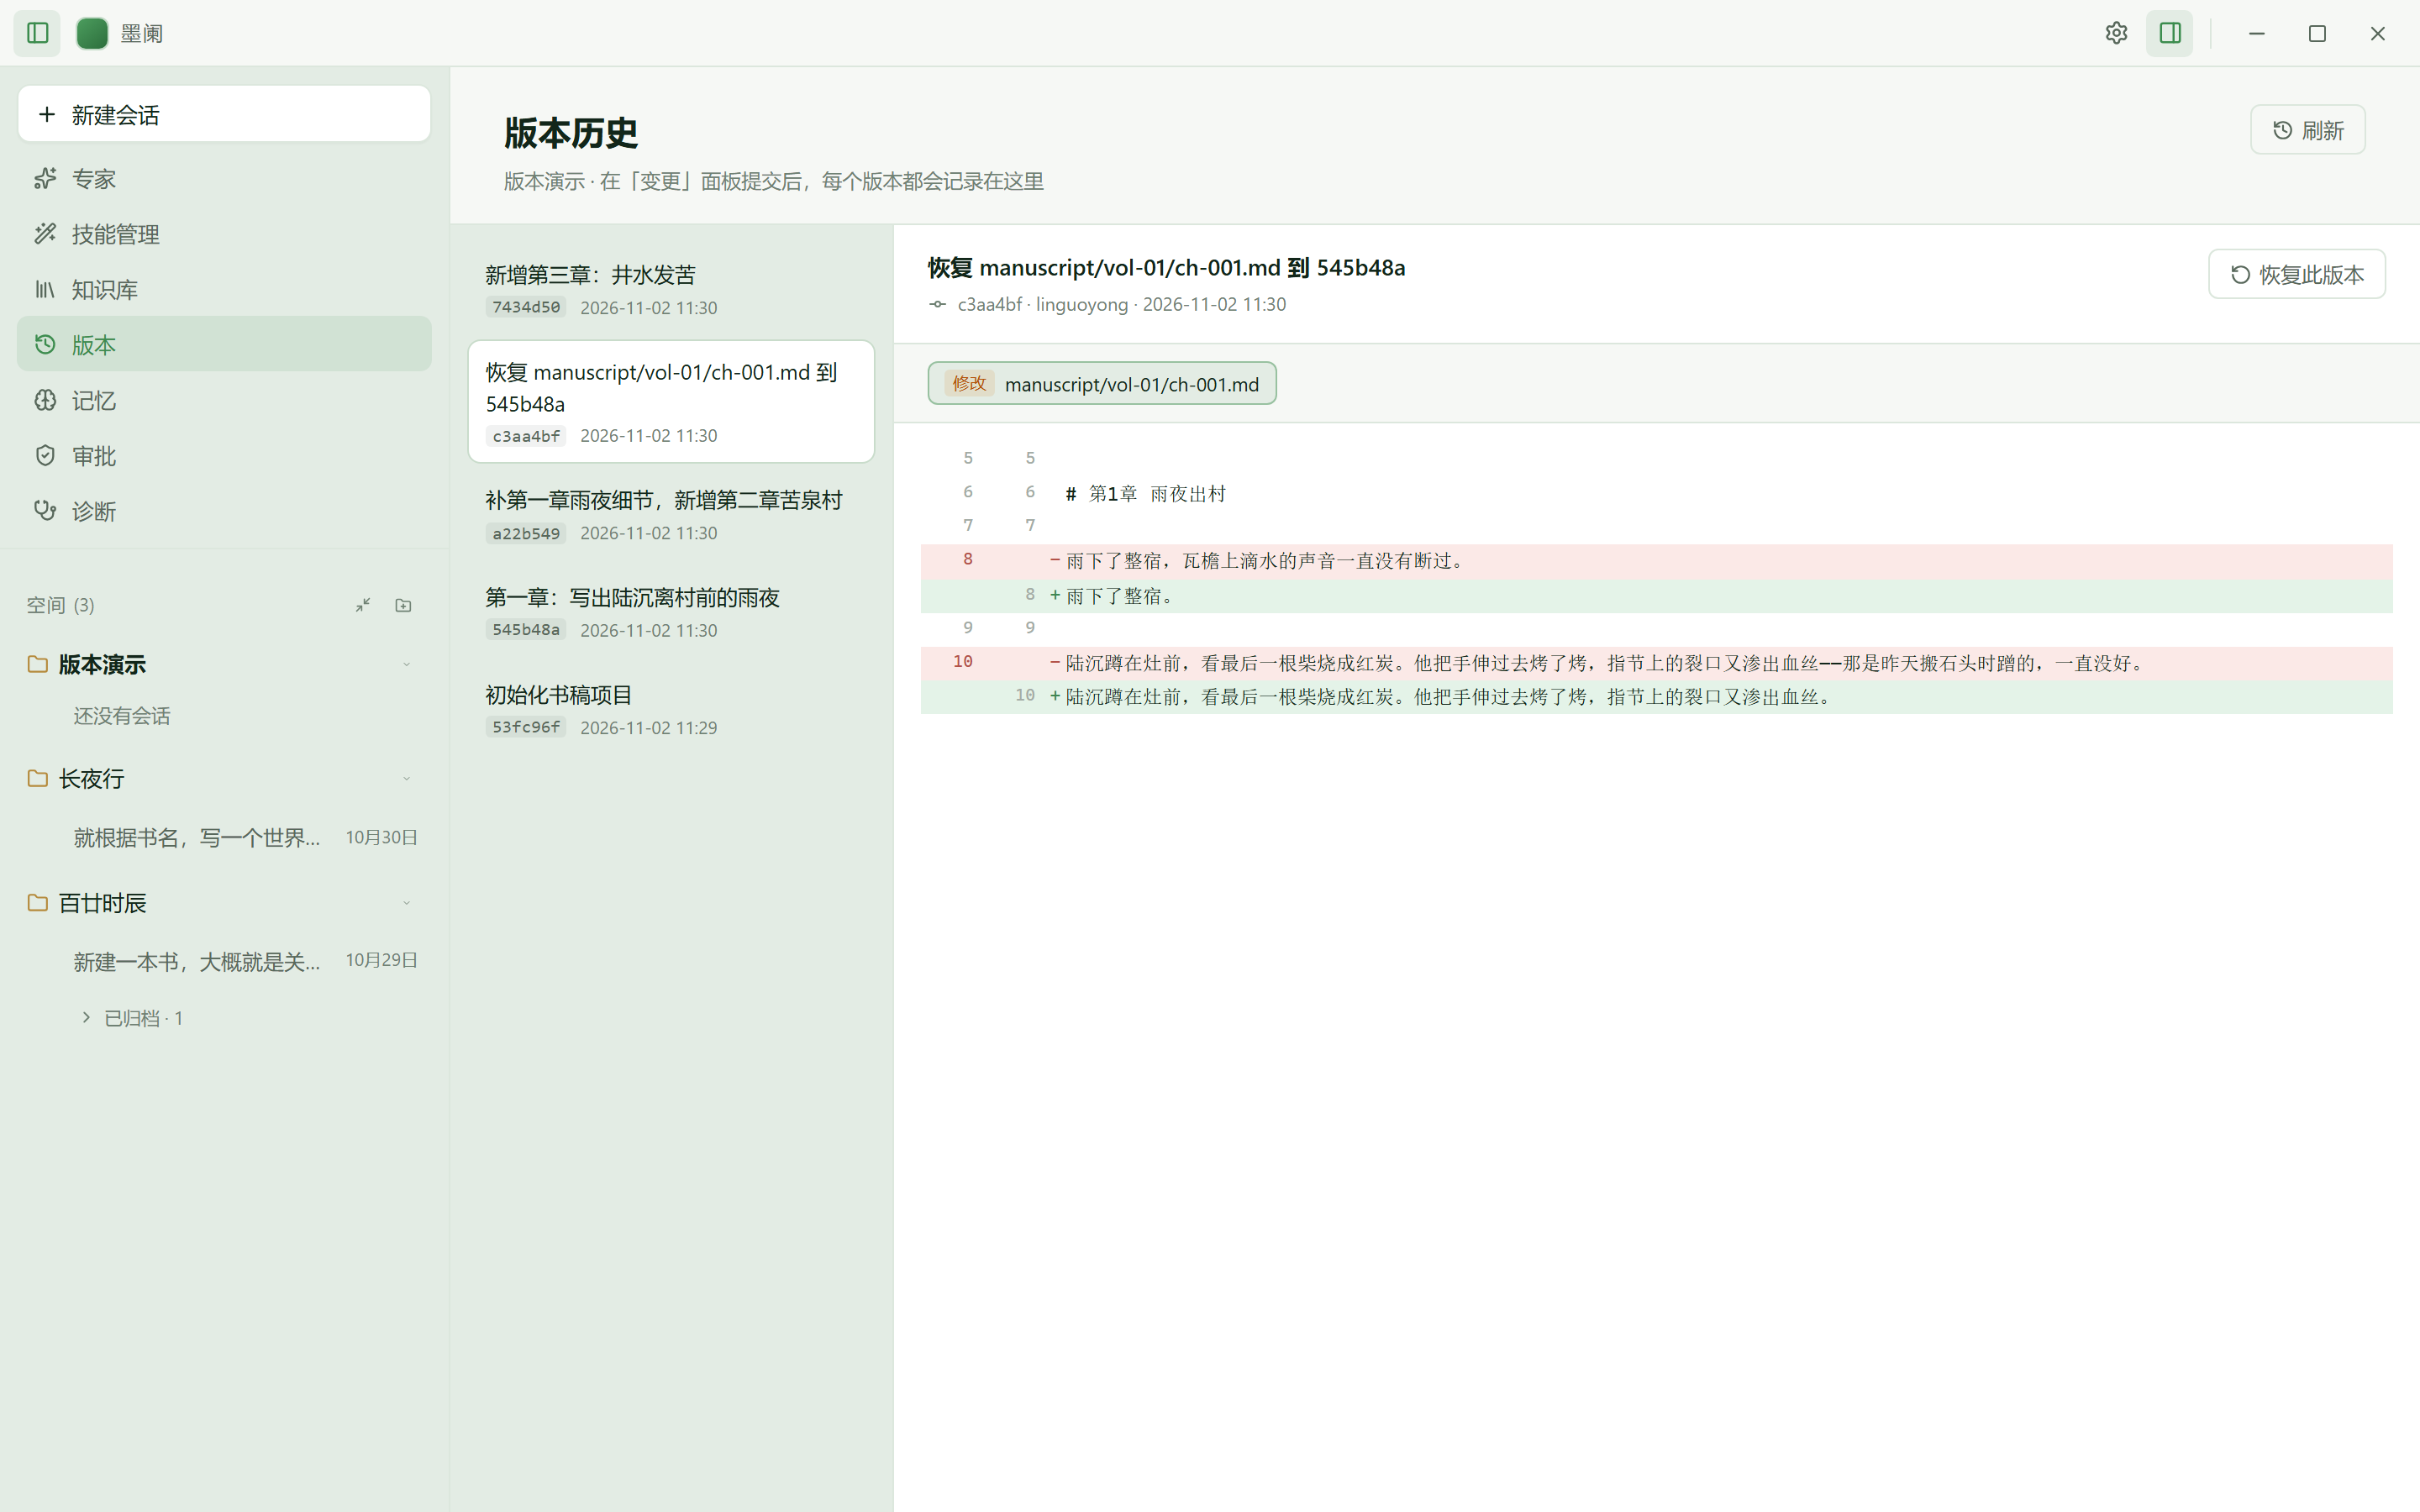 墨阑
新建会话
专家
技能管理
知识库
版本
记忆
审批
诊断
空间 (3)
版本演示
还没有会话
长夜行
就根据书名，写一个世界... 10月30日
百廿时辰
新建一本书，大概就是关... 10月29日
已归档 · 1
版本历史
版本演示 · 在「变更」面板提交后，每个版本都会记录在这里
刷新
新增第三章：井水发苦
7434d50 2026-11-02 11:30
恢复 manuscript/vol-01/ch-001.md 到
545b48a
c3aa4bf 2026-11-02 11:30
补第一章雨夜细节，新增第二章苦泉村
a22b549 2026-11-02 11:30
第一章：写出陆沉离村前的雨夜
545b48a 2026-11-02 11:30
初始化书稿项目
53fc96f 2026-11-02 11:29
恢复 manuscript/vol-01/ch-001.md 到 545b48a
c3aa4bf · linguoyong · 2026-11-02 11:30
恢复此版本
修改 manuscript/vol-01/ch-001.md
5 5
6 6 # 第1章 雨夜出村
7 7
8 −雨下了整宿，瓦檐上滴水的声音一直没有断过。
8 +雨下了整宿。
9 9
10 −陆沉蹲在灶前，看最后一根柴烧成红炭。他把手伸过去烤了烤，指节上的裂口又渗出血丝——那是昨天搬石头时蹭的，一直没好。
10 +陆沉蹲在灶前，看最后一根柴烧成红炭。他把手伸过去烤了烤，指节上的裂口又渗出血丝。